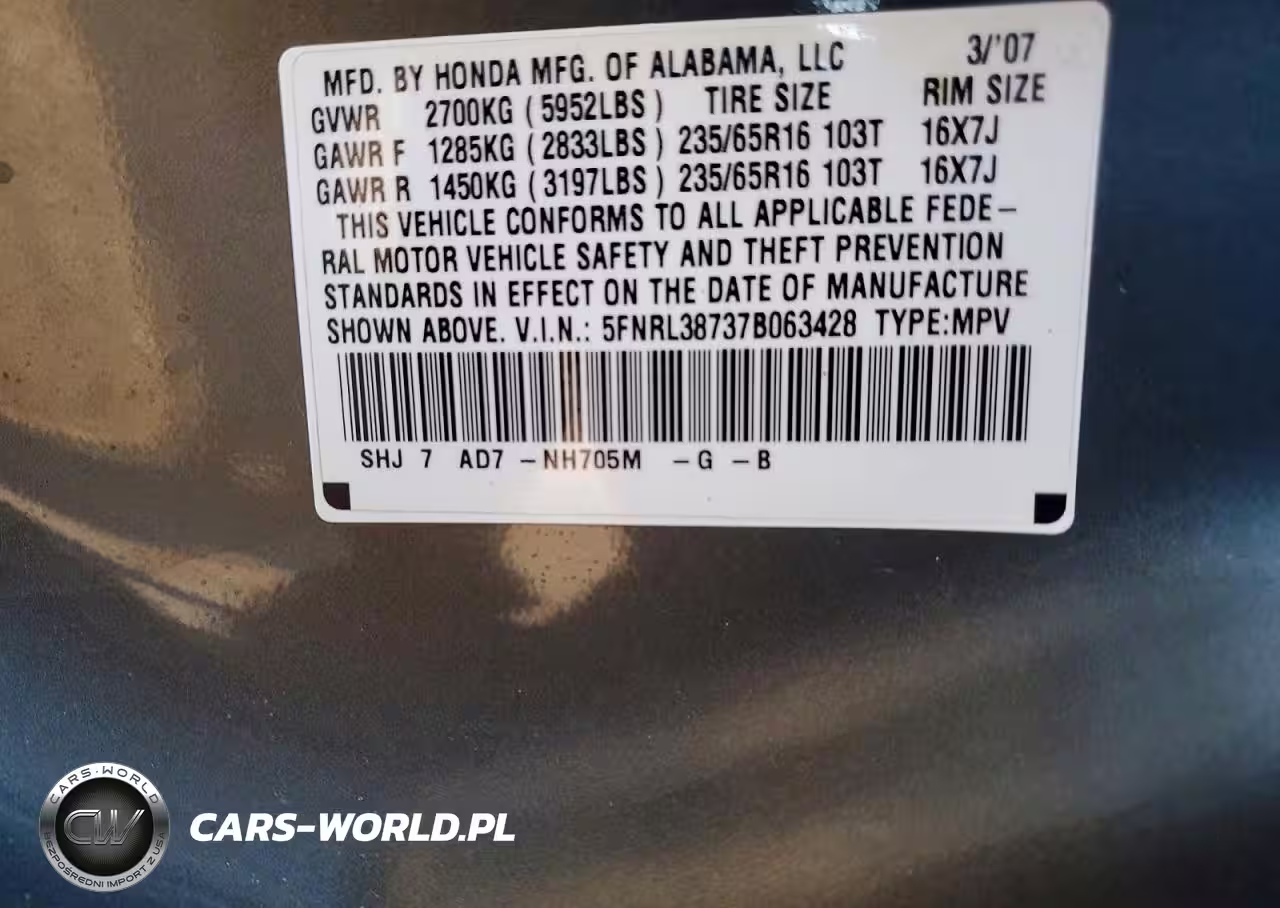 MFD. BY HONDA MFG. OF ALABAMA, LLC 3/'07
GVWR 2700KG (5952LBS) TIRE SIZE RIM SIZE
GAWR F 1285KG (2833LBS) 235/65R16 103T 16X7J
GAWR R 1450KG (3197LBS) 235/65R16 103T 16X7J
THIS VEHICLE CONFORMS TO ALL APPLICABLE FEDE-
RAL MOTOR VEHICLE SAFETY AND THEFT PREVENTION
STANDARDS IN EFFECT ON THE DATE OF MANUFACTURE
SHOWN ABOVE. V.I.N.: 5FNRL38737B063428 TYPE:MPV
SHJ 7 AD7 -NH705M -G -B
CARS-WORLD
CW
BEZPOŚREDNI IMPORT Z USA
CARS-WORLD.PL